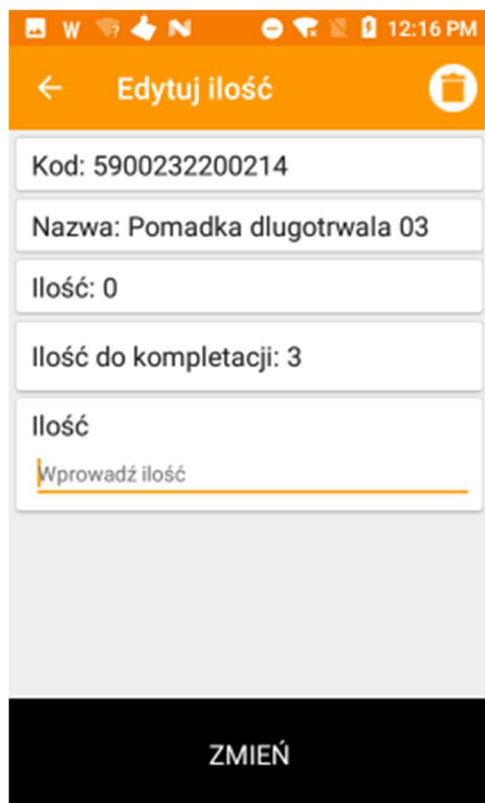 12:16 PM
Edytuj ilość
Kod: 5900232200214
Nazwa: Pomadka dlugotrwala 03
Ilość: 0
Ilość do kompletacji: 3
Ilość
Wprowadź ilość
ZMIEŃ